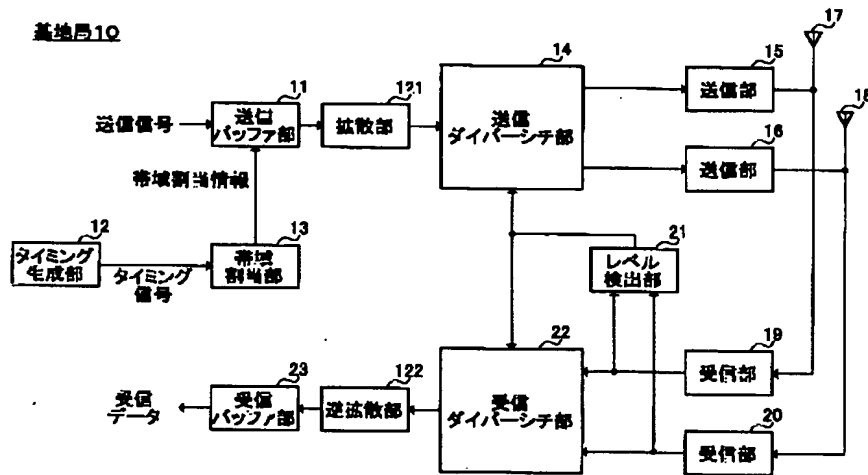 基地局10
17
14
15
18
11
121
送信信号
送信
バッファ部
拡散部
送信
ダイバーシチ部
送信部
16
送信部
帯域割当情報
12
13
21
タイミング
生成部
タイミング
信号
帯域
割当部
レベル
検出部
22
19
23
122
受信
データ
受信
バッファ部
逆拡散部
受信
ダイバーシチ部
受信部
20
受信部